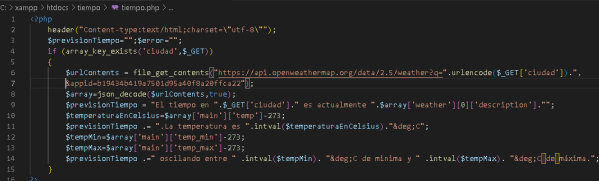 C: > xampp > htdocs > tiempo > tiempo.php > ...
1 <?php
2 header("Content-type:text/html;charset=\"utf-8\"");
3 $previsionTiempo="";$error="";
4 if (array_key_exists('ciudad',$_GET))
5 {
6 $urlContents = file_get_contents("https://api.openweathermap.org/data/2.5/weather?q=".urlencode($_GET['ciudad']).",
7 &appid=b19434b419a7501d95a40f8a20ffca22");
8 $array=json_decode($urlContents,true);
9 $previsionTiempo = "El tiempo en ".$_GET['ciudad']." es actualmente ".$array['weather'][0]['description']."";
10 $temperaturaEnCelsius=$array['main']['temp']-273;
11 $previsionTiempo .= ".La temperatura es ".intval($temperaturaEnCelsius)."&deg;C";
12 $tempMin=$array['main']['temp_min']-273;
13 $tempMax=$array['main']['temp_max']-273;
14 $previsionTiempo .=" oscilando entre " .intval($tempMin). "&deg;C de minima y " .intval($tempMax). "&deg;C de máxima.";
15 }
16 ?>